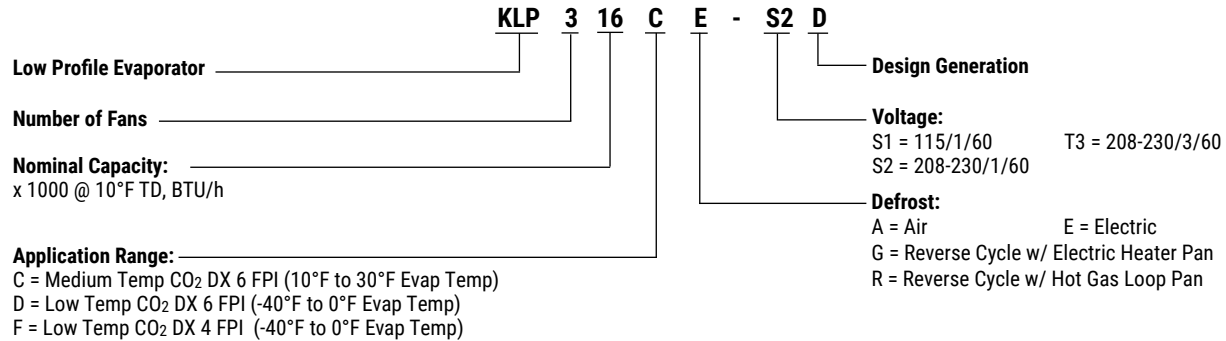 KLP 3 16 C E - S2 D
Low Profile Evaporator
Number of Fans
Nominal Capacity:
x 1000 @ 10°F TD, BTU/h
Application Range:
C = Medium Temp CO2 DX 6 FPI (10°F to 30°F Evap Temp)
D = Low Temp CO2 DX 6 FPI (-40°F to 0°F Evap Temp)
F = Low Temp CO2 DX 4 FPI (-40°F to 0°F Evap Temp)
Design Generation
Voltage:
S1 = 115/1/60 T3 = 208-230/3/60
S2 = 208-230/1/60
Defrost:
A = Air E = Electric
G = Reverse Cycle w/ Electric Heater Pan
R = Reverse Cycle w/ Hot Gas Loop Pan